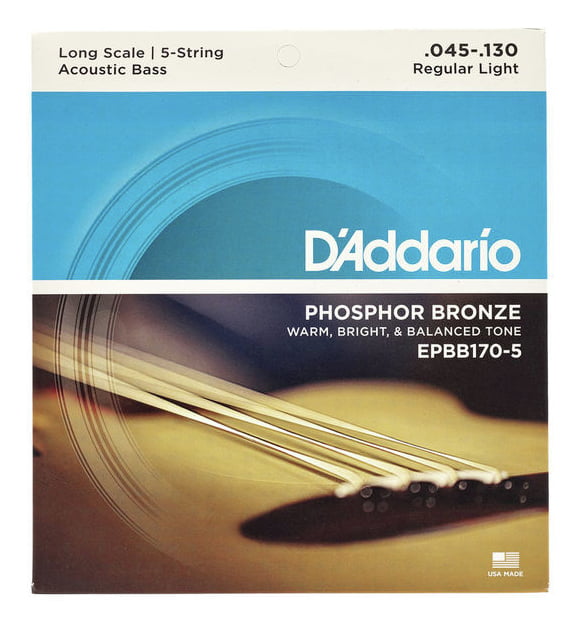 Long Scale | 5-String
Acoustic Bass
.045-.130
Regular Light
D'Addario
PHOSPHOR BRONZE
WARM, BRIGHT, & BALANCED TONE
EPBB170-5
USA MADE